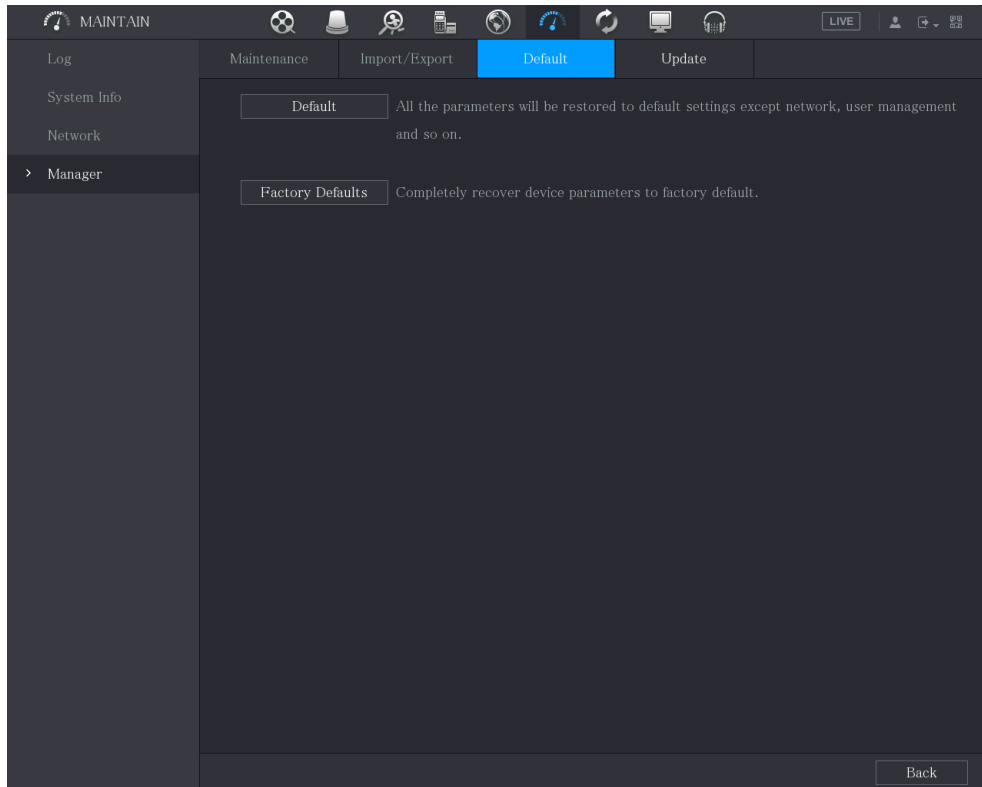 MAINTAIN
LIVE
Log
System Info
Network
Manager
Maintenance
Import/Export
Default
Update
Default
All the parameters will be restored to default settings except network, user management
and so on.
Factory Defaults
Completely recover device parameters to factory default.
Back